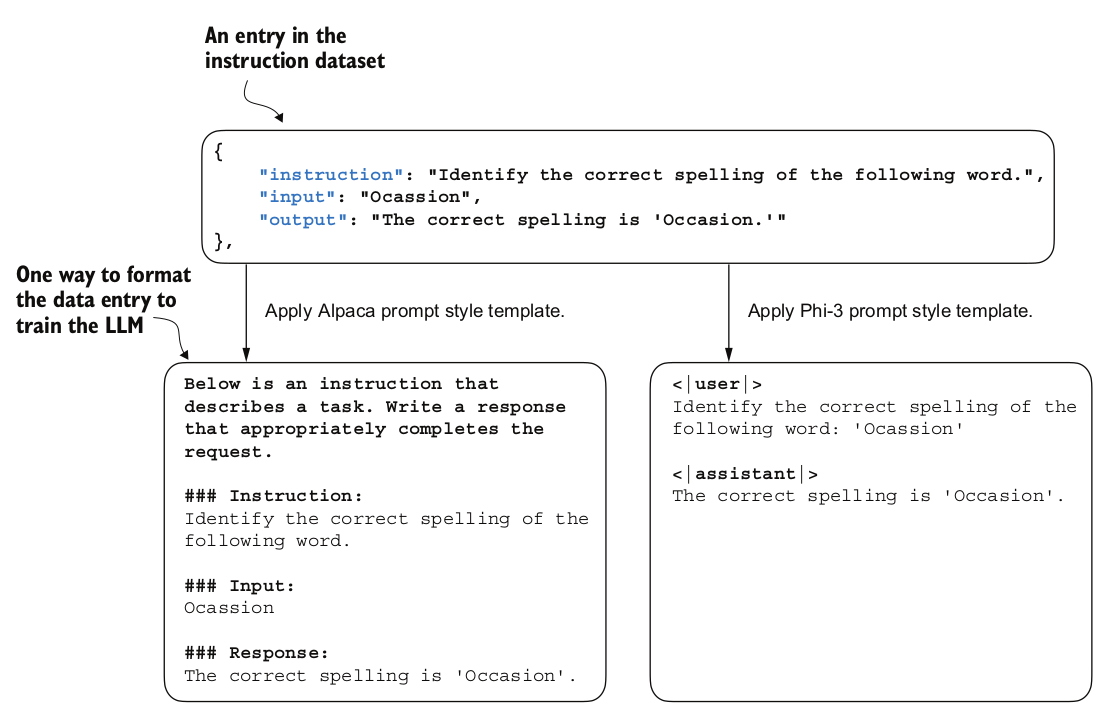 An entry in the
instruction dataset
{
"instruction": "Identify the correct spelling of the following word.",
"input": "Ocassion",
"output": "The correct spelling is 'Occasion.'"
},
One way to format
the data entry to
train the LLM
Apply Alpaca prompt style template.
Apply Phi-3 prompt style template.
Below is an instruction that
describes a task. Write a response
that appropriately completes the
request.
### Instruction:
Identify the correct spelling of the
following word.
### Input:
Ocassion
### Response:
The correct spelling is 'Occasion'.
<|user|>
Identify the correct spelling of the
following word: 'Ocassion'
<|assistant|>
The correct spelling is 'Occasion'.